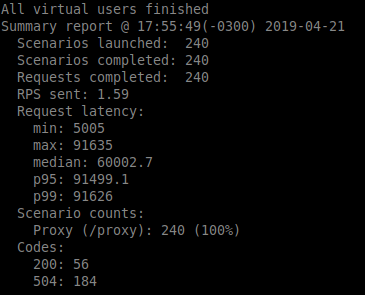 All virtual users finished
Summary report @ 17:55:49(-0300) 2019-04-21
  Scenarios launched:  240
  Scenarios completed: 240
  Requests completed:  240
  RPS sent: 1.59
  Request latency:
    min: 5005
    max: 91635
    median: 60002.7
    p95: 91499.1
    p99: 91626
  Scenario counts:
    Proxy (/proxy): 240 (100%)
  Codes:
    200: 56
    504: 184